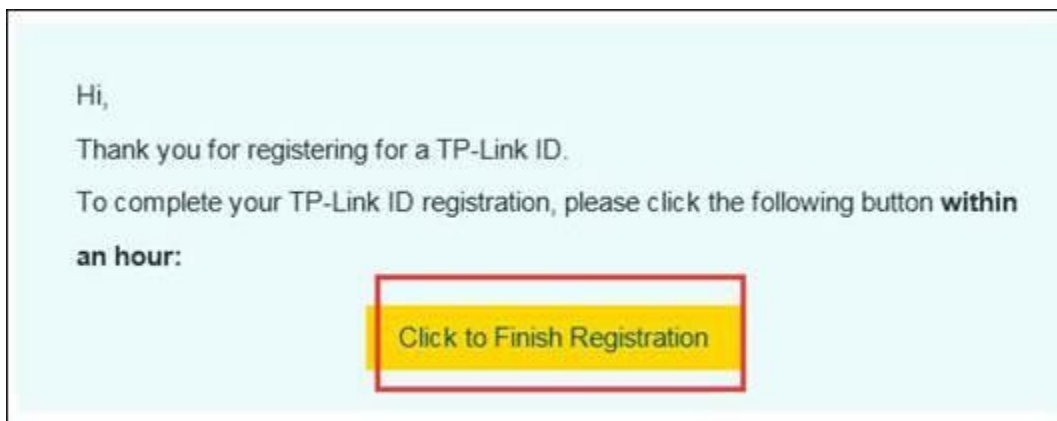 Hi,
Thank you for registering for a TP-Link ID.
To complete your TP-Link ID registration, please click the following button within
an hour:
Click to Finish Registration